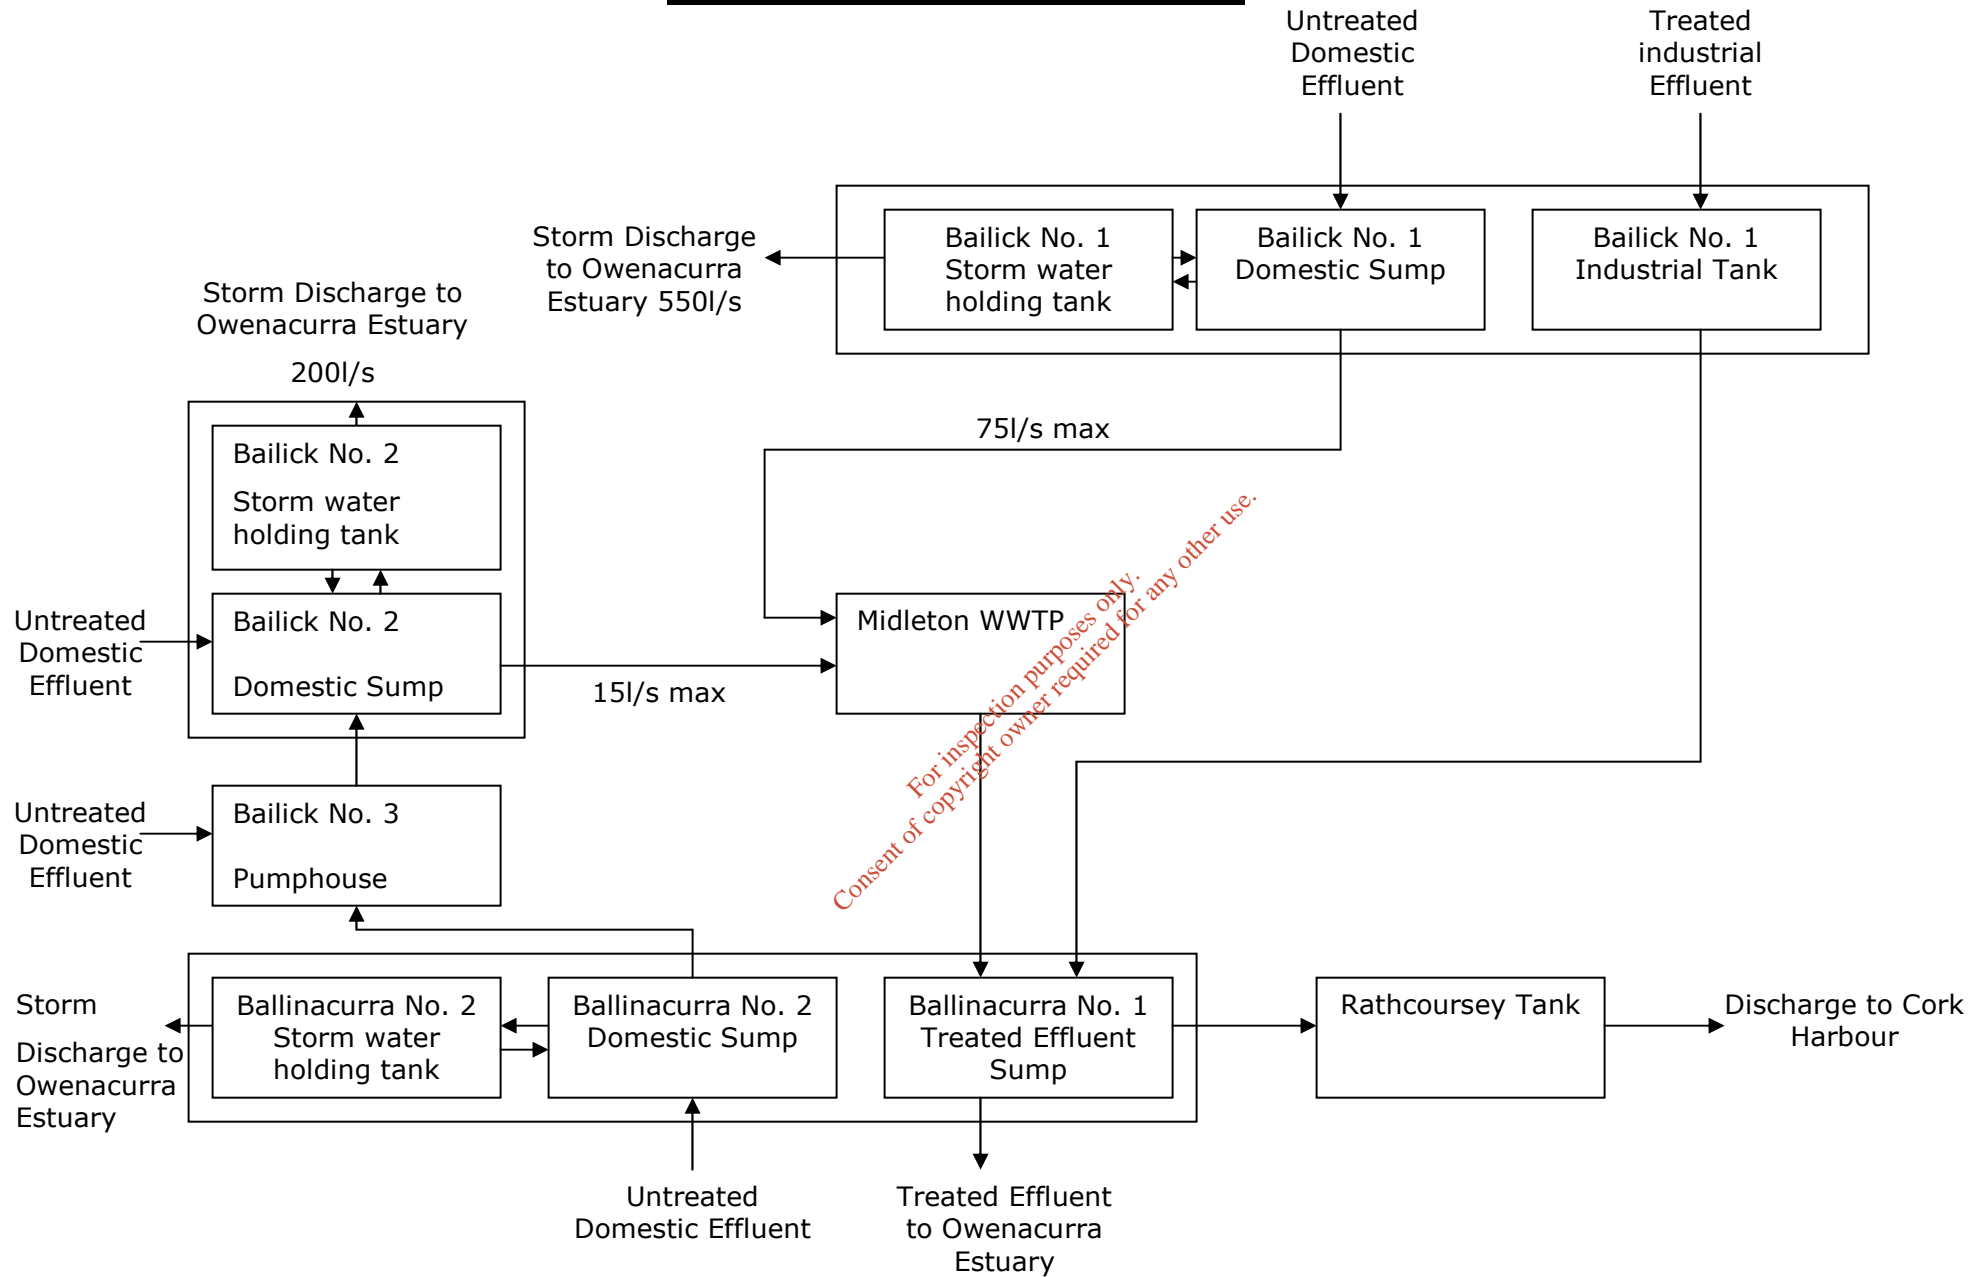 Untreated
Domestic
Effluent
Treated
industrial
Effluent
Storm Discharge
to Owenacurra
Estuary 550l/s
Bailick No. 1
Storm water
holding tank
Bailick No. 1
Domestic Sump
Bailick No. 1
Industrial Tank
Storm Discharge to
Owenacurra Estuary
200l/s
75l/s max
Bailick No. 2
Storm water
holding tank
Untreated
Domestic
Effluent
Bailick No. 2
Domestic Sump
15l/s max
Midleton WWTP
For inspection purposes only.
Consent of copyright owner required for any other use.
Untreated
Domestic
Effluent
Bailick No. 3
Pumphouse
Storm
Discharge to
Owenacurra
Estuary
Ballinacurra No. 2
Storm water
holding tank
Ballinacurra No. 2
Domestic Sump
Ballinacurra No. 1
Treated Effluent
Sump
Rathcoursey Tank
Discharge to Cork
Harbour
Untreated
Domestic Effluent
Treated Effluent
to Owenacurra
Estuary